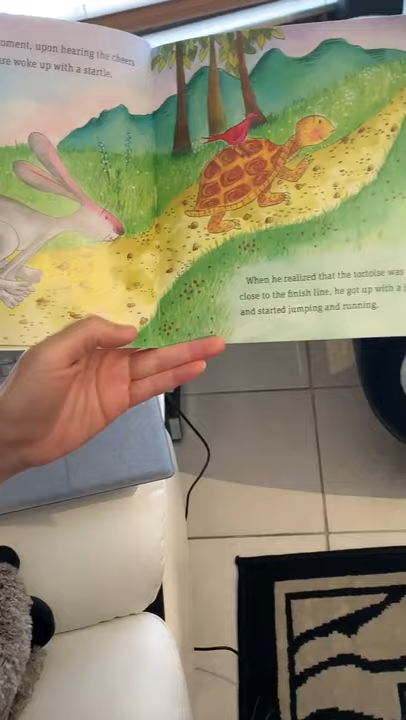 oment, upon hearing the cheers
re woke up with a startle.
When he realized that the tortoise was
close to the finish line, he got up with a j
and started jumping and running.